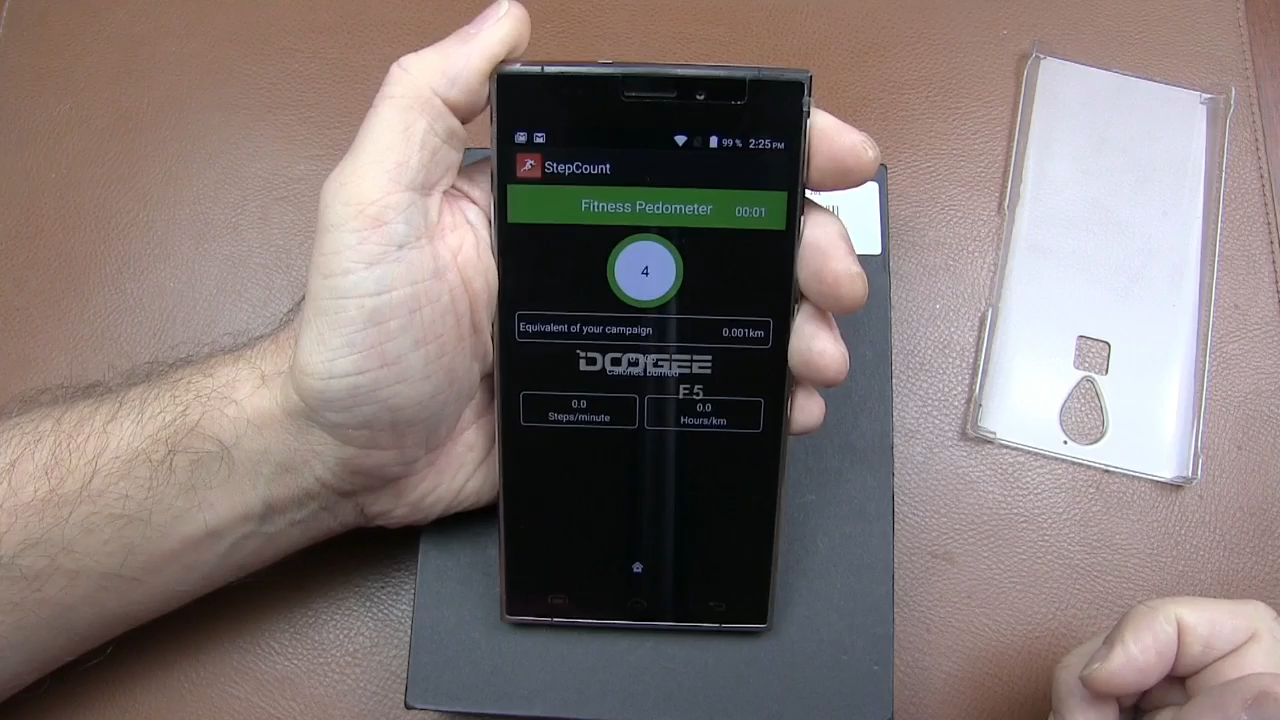 99 % 2:25 PM
StepCount
Fitness Pedometer 00:01
4
Equivalent of your campaign 0.001km
DOOGEE
Calories burned
F5
0.0
Steps/minute
0.0
Hours/km